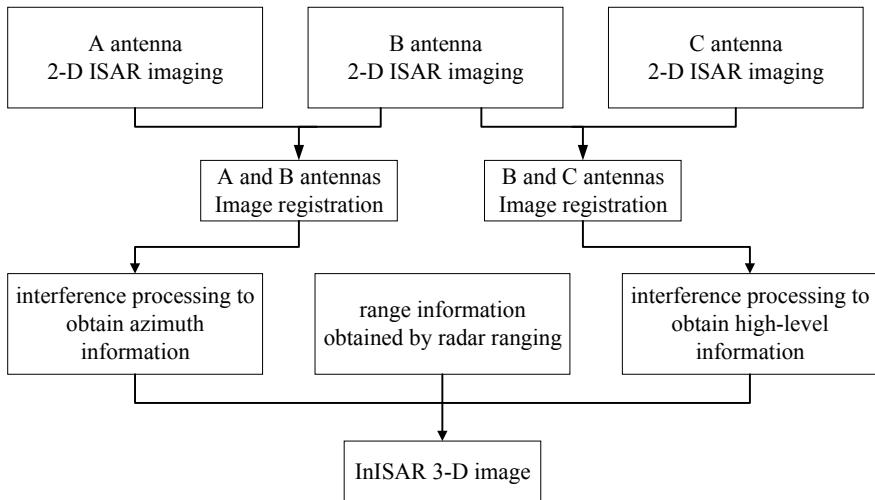 A antenna
2-D ISAR imaging
B antenna
2-D ISAR imaging
C antenna
2-D ISAR imaging
A and B antennas
Image registration
B and C antennas
Image registration
interference processing to
obtain azimuth
information
range information
obtained by radar ranging
interference processing to
obtain high-level
information
InISAR 3-D image